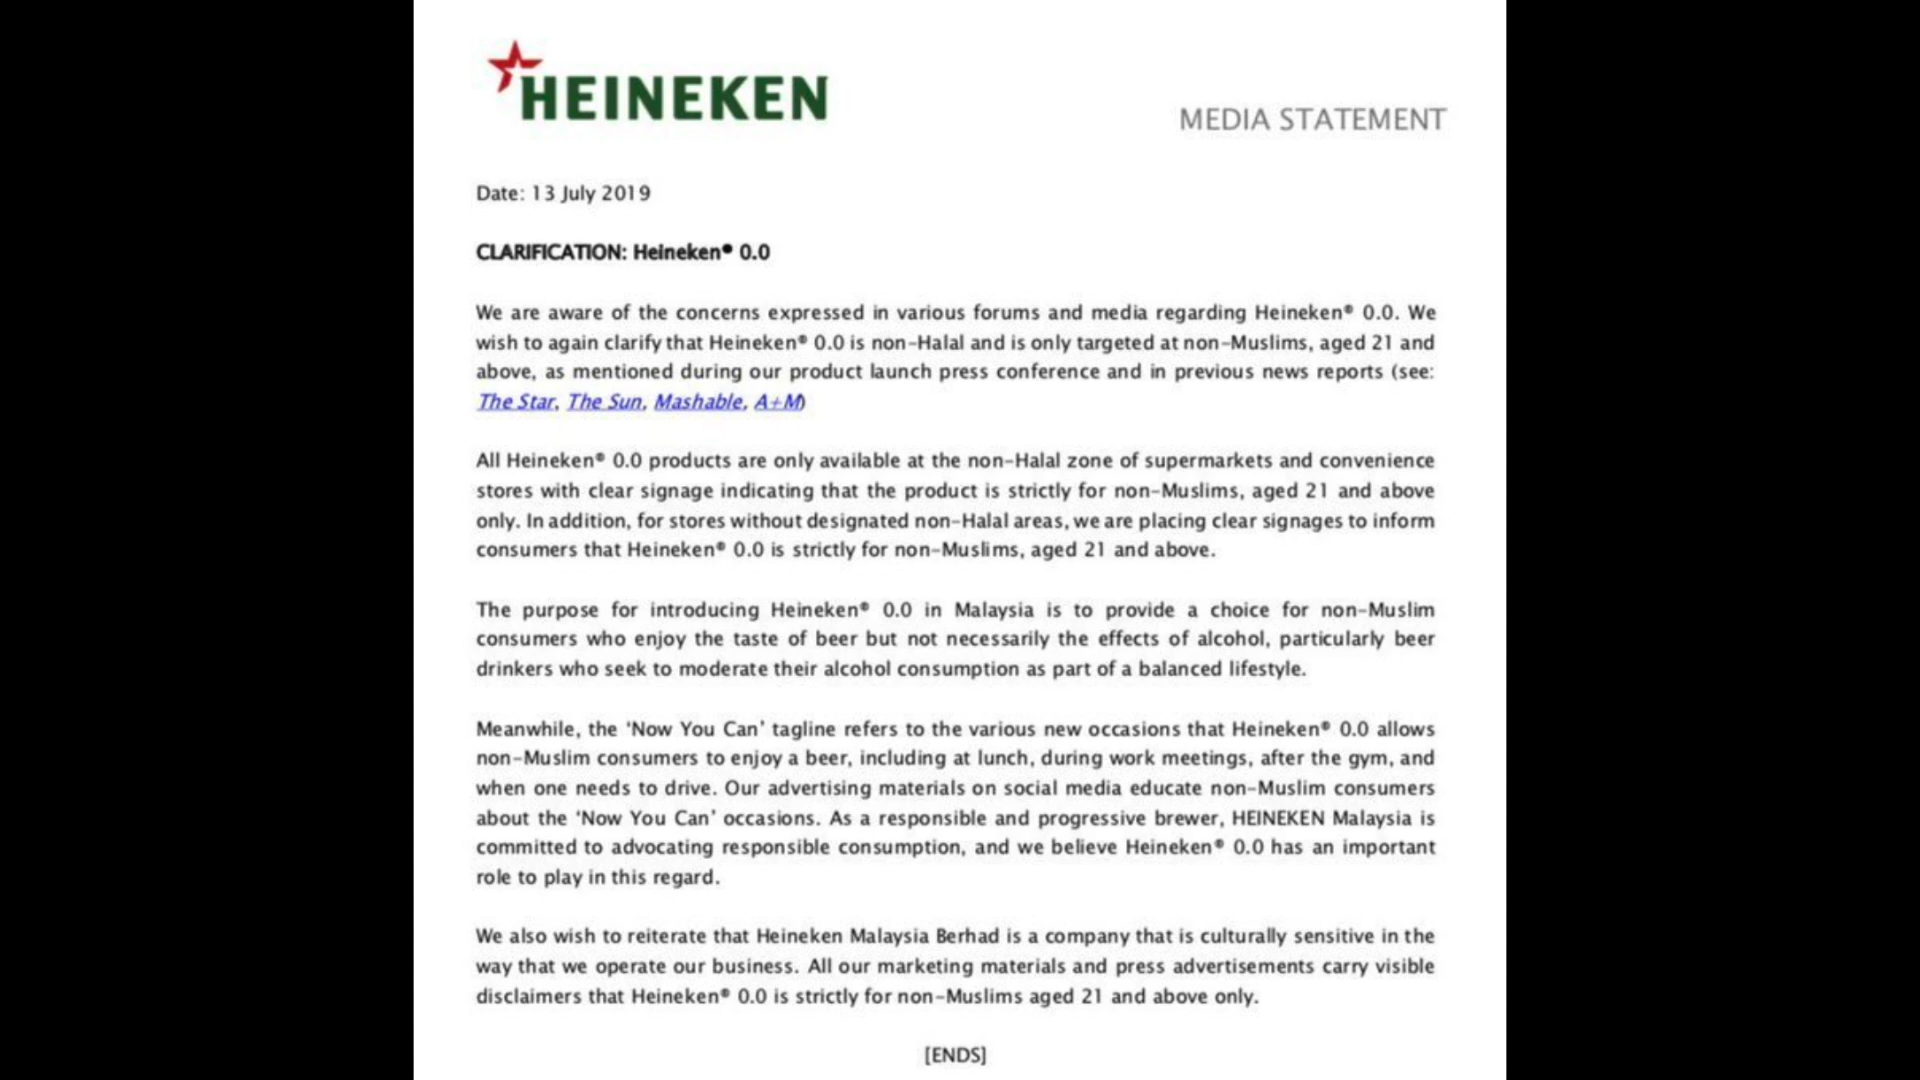 HEINEKEN
MEDIA STATEMENT
Date: 13 July 2019
CLARIFICATION: Heineken® 0.0
We are aware of the concerns expressed in various forums and media regarding Heineken® 0.0. We
wish to again clarify that Heineken® 0.0 is non-Halal and is only targeted at non-Muslims, aged 21 and
above, as mentioned during our product launch press conference and in previous news reports (see:
The Star, The Sun, Mashable, A+M)
All Heineken® 0.0 products are only available at the non-Halal zone of supermarkets and convenience
stores with clear signage indicating that the product is strictly for non-Muslims, aged 21 and above
only. In addition, for stores without designated non-Halal areas, we are placing clear signages to inform
consumers that Heineken® 0.0 is strictly for non-Muslims, aged 21 and above.
The purpose for introducing Heineken® 0.0 in Malaysia is to provide a choice for non-Muslim
consumers who enjoy the taste of beer but not necessarily the effects of alcohol, particularly beer
drinkers who seek to moderate their alcohol consumption as part of a balanced lifestyle.
Meanwhile, the 'Now You Can' tagline refers to the various new occasions that Heineken® 0.0 allows
non-Muslim consumers to enjoy a beer, including at lunch, during work meetings, after the gym, and
when one needs to drive. Our advertising materials on social media educate non-Muslim consumers
about the 'Now You Can' occasions. As a responsible and progressive brewer, HEINEKEN Malaysia is
committed to advocating responsible consumption, and we believe Heineken® 0.0 has an important
role to play in this regard.
We also wish to reiterate that Heineken Malaysia Berhad is a company that is culturally sensitive in the
way that we operate our business. All our marketing materials and press advertisements carry visible
disclaimers that Heineken® 0.0 is strictly for non-Muslims aged 21 and above only.
[ENDS]